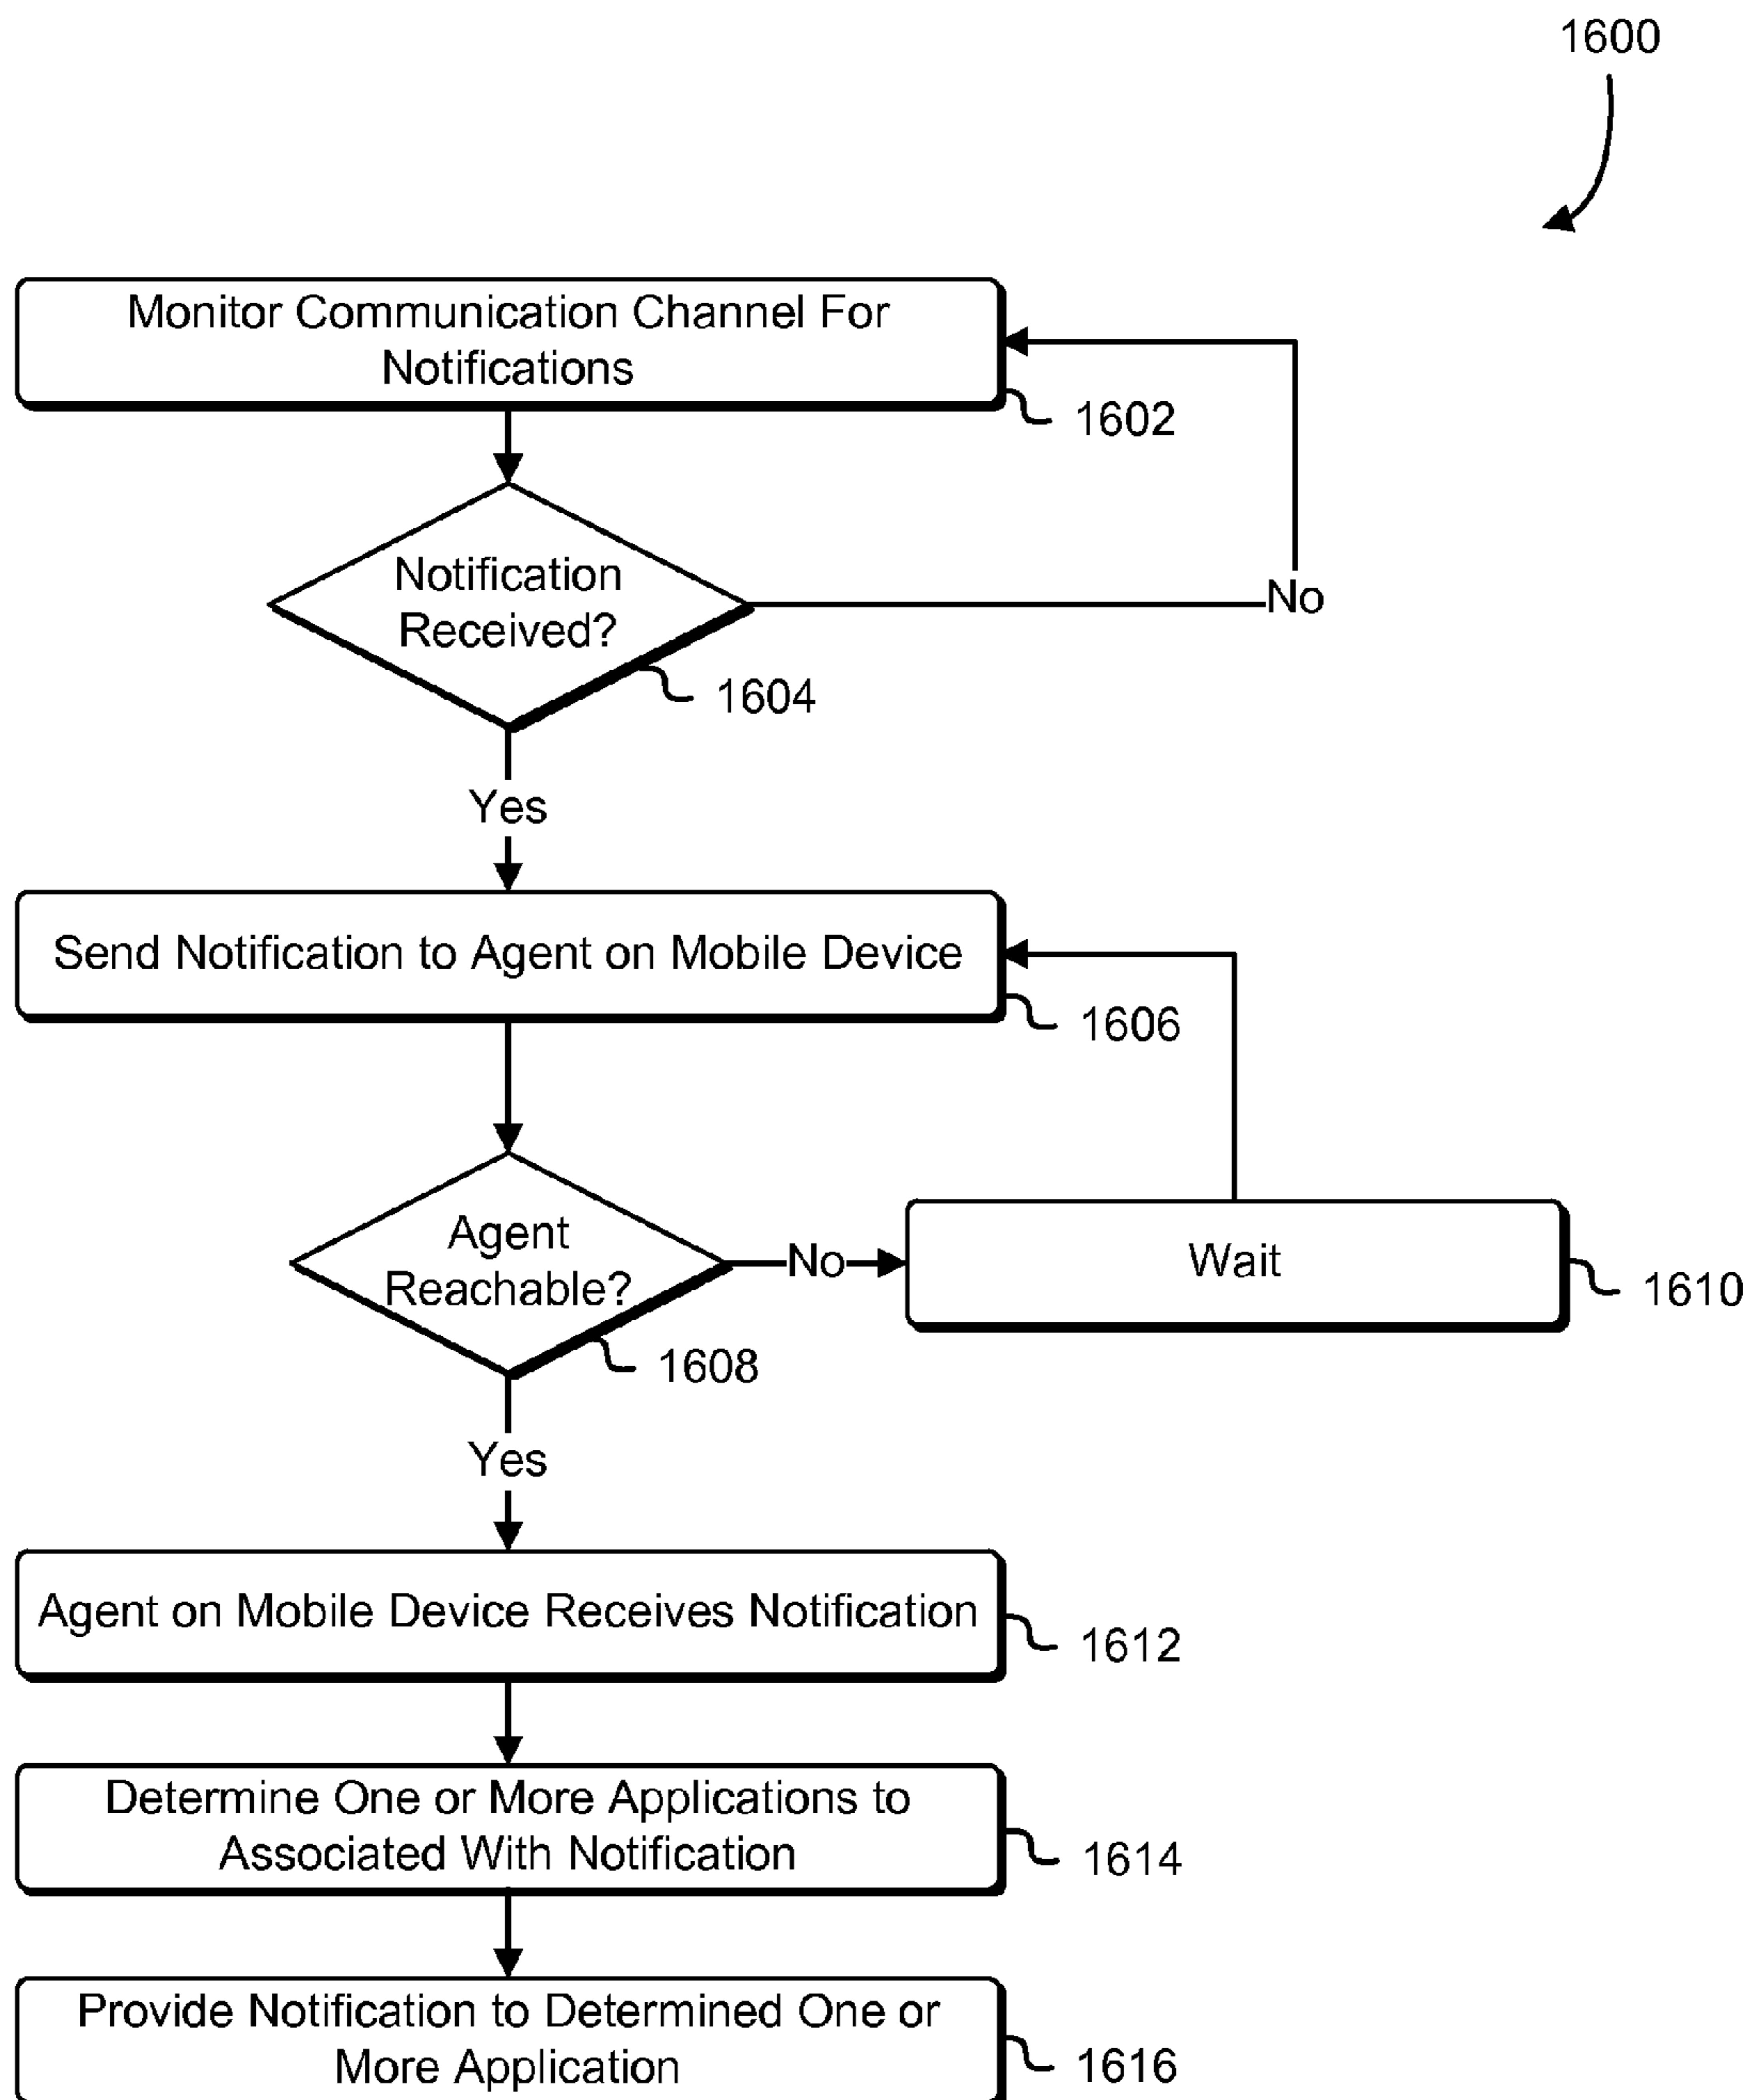 1600
Monitor Communication Channel For
Notifications
1602
Notification
Received?
No
1604
Yes
Send Notification to Agent on Mobile Device
1606
Agent
Reachable?
No
Wait
1610
1608
Yes
Agent on Mobile Device Receives Notification
1612
Determine One or More Applications to
Associated With Notification
1614
Provide Notification to Determined One or
More Application
1616